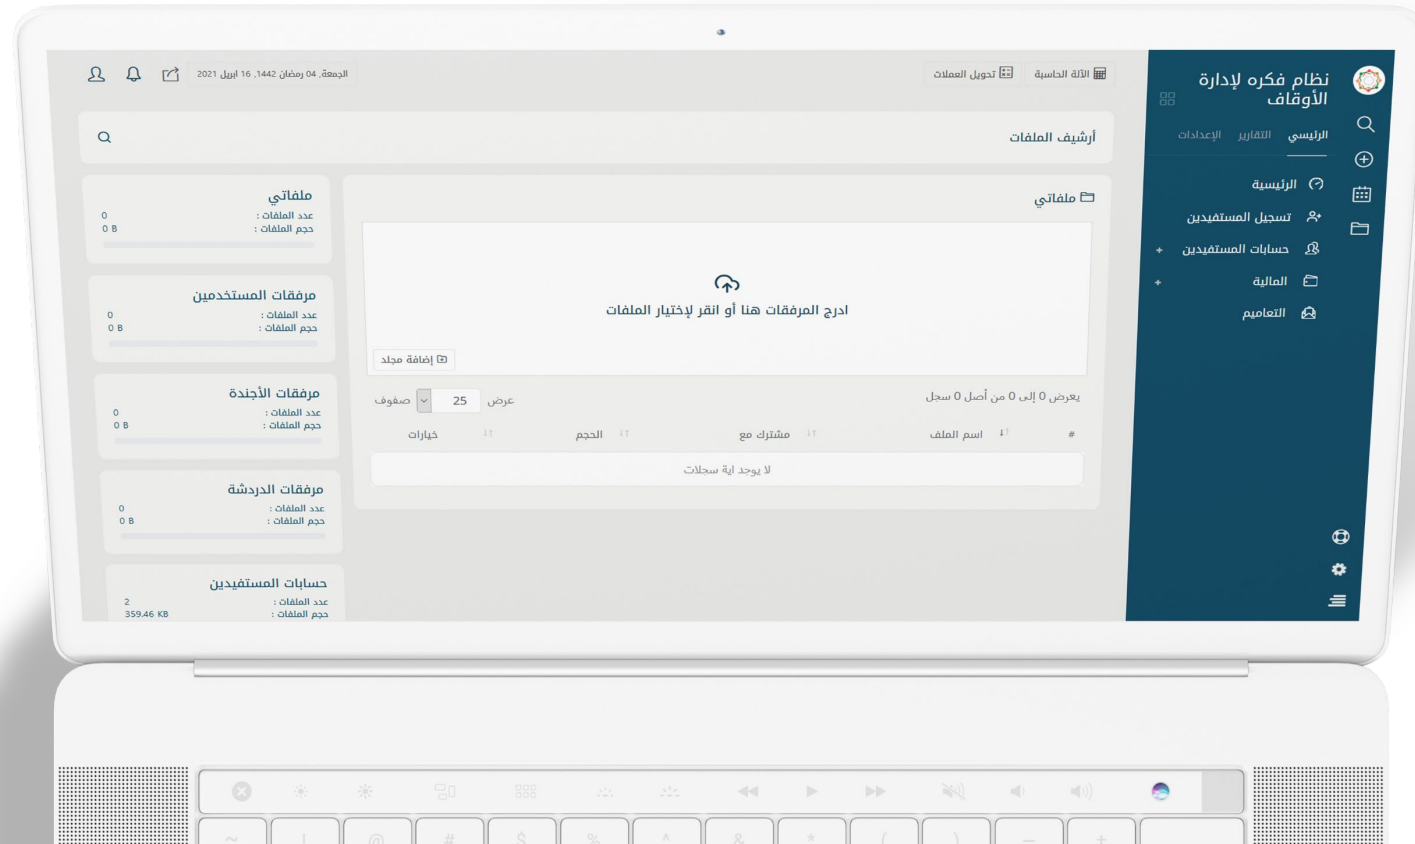 نظام فكره لإدارة
الأوقاف
الرئيسي التقارير الإعدادات
الرئيسية
تسجيل المستفيدين
حسابات المستفيدين +
المالية +
التعاميم
الآلة الحاسبة تحويل العملات
الجمعة, 04 رمضان 1442, 16 ابريل 2021
أرشيف الملفات
ملفاتي
ادرج المرفقات هنا أو انقر لإختيار الملفات
إضافة مجلد
يعرض 0 إلى 0 من أصل 0 سجل
عرض 25 صفوف
# اسم الملف مشترك مع الحجم خيارات
لا يوجد اية سجلات
ملفاتي
عدد الملفات : 0
حجم الملفات : 0 B
مرفقات المستخدمين
عدد الملفات : 0
حجم الملفات : 0 B
مرفقات الأجندة
عدد الملفات : 0
حجم الملفات : 0 B
مرفقات الدردشة
عدد الملفات : 0
حجم الملفات : 0 B
حسابات المستفيدين
عدد الملفات : 2
حجم الملفات : 359.46 KB
~ ! @ # $ % ^ & * ( ) — +